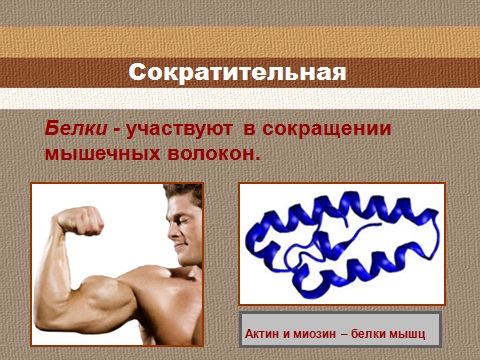 Сократительная
Белки - участвуют в сокращении
мышечных волокон.
Актин и миозин – белки мышц